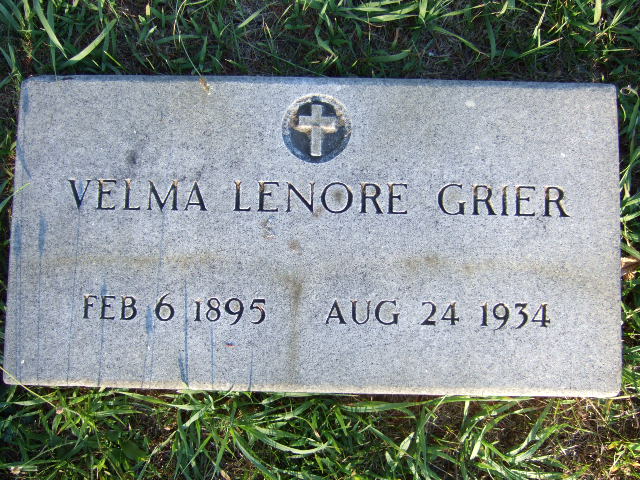 VELMA LENORE GRIER
FEB 6 1895 AUG 24 1934